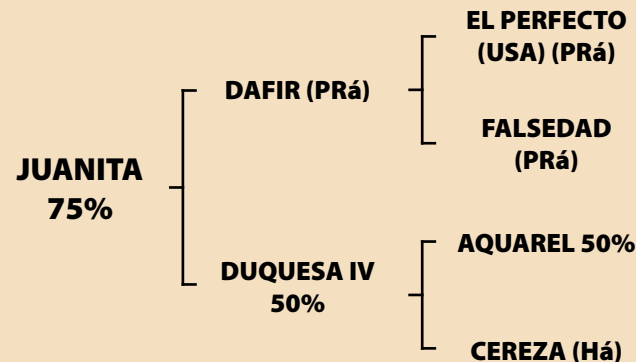 JUANITA
75%
DAFIR (PRá)
DUQUESA IV
50%
EL PERFECTO
(USA) (PRá)
FALSEDAD
(PRá)
AQUAREL 50%
CEREZA (Há)